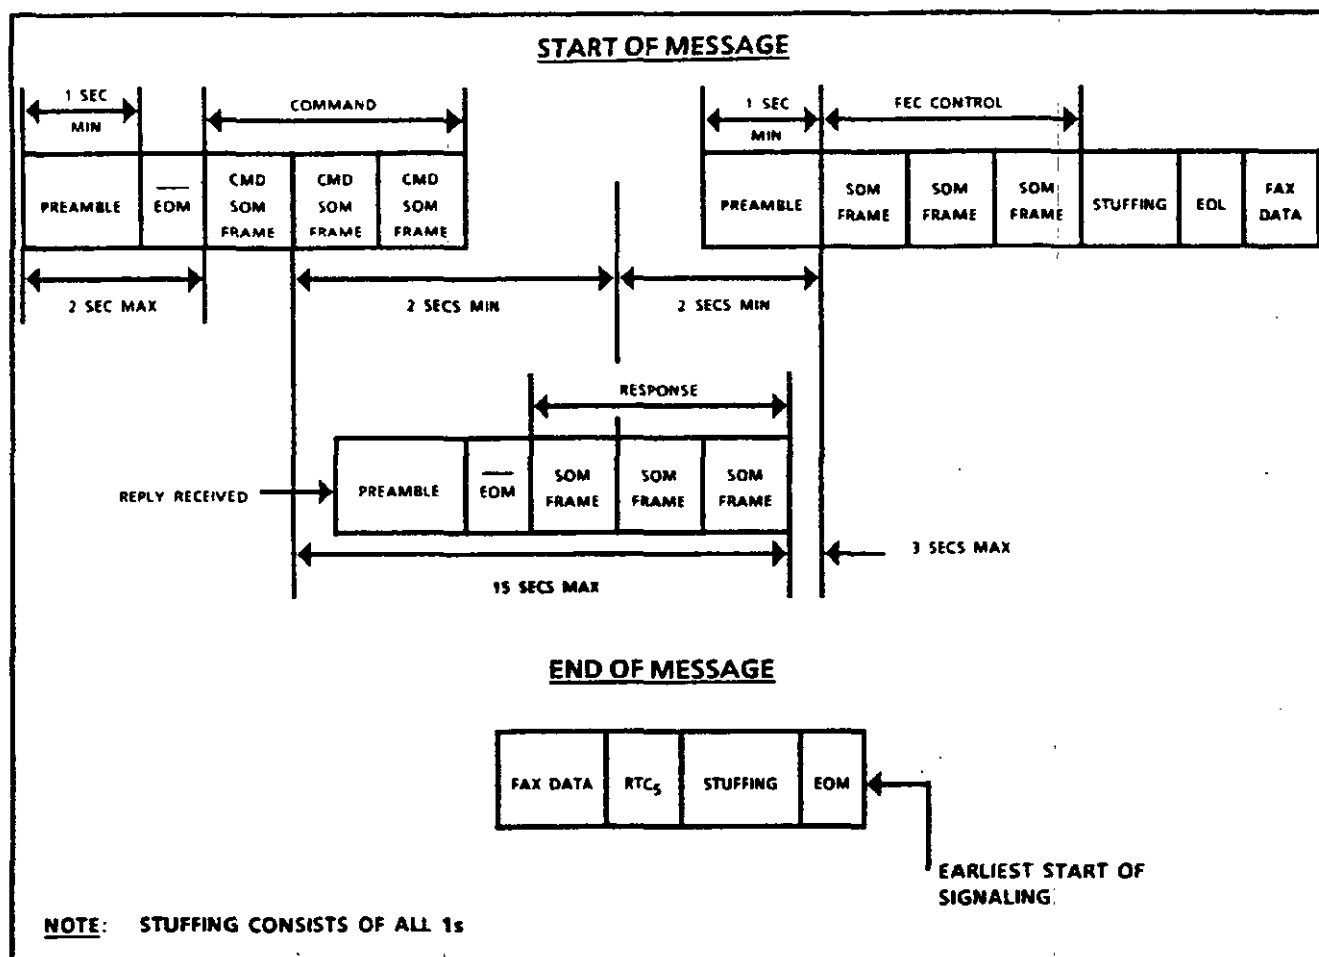 START OF MESSAGE
1 SEC
MIN
COMMAND
1 SEC
MIN
FEC CONTROL
PREAMBLE
EOM
CMD
SOM
FRAME
CMD
SOM
FRAME
CMD
SOM
FRAME
PREAMBLE
SOM
FRAME
SOM
FRAME
SOM
FRAME
STUFFING
EOL
FAX
DATA
2 SEC MAX
2 SECS MIN
2 SECS MIN
RESPONSE
REPLY RECEIVED
PREAMBLE
EOM
SOM
FRAME
SOM
FRAME
SOM
FRAME
3 SECS MAX
15 SECS MAX
END OF MESSAGE
FAX DATA
RTC5
STUFFING
EOM
EARLIEST START OF
SIGNALING
NOTE: STUFFING CONSISTS OF ALL 1s